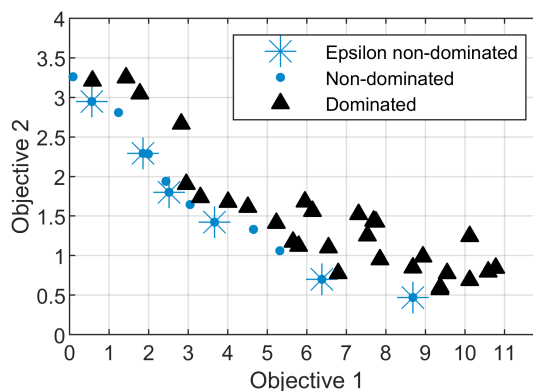 4
3.5
3
2.5
2
1.5
1
0.5
0
Objective 2
Epsilon non-dominated
Non-dominated
Dominated
0 1 2 3 4 5 6 7 8 9 10 11
Objective 1